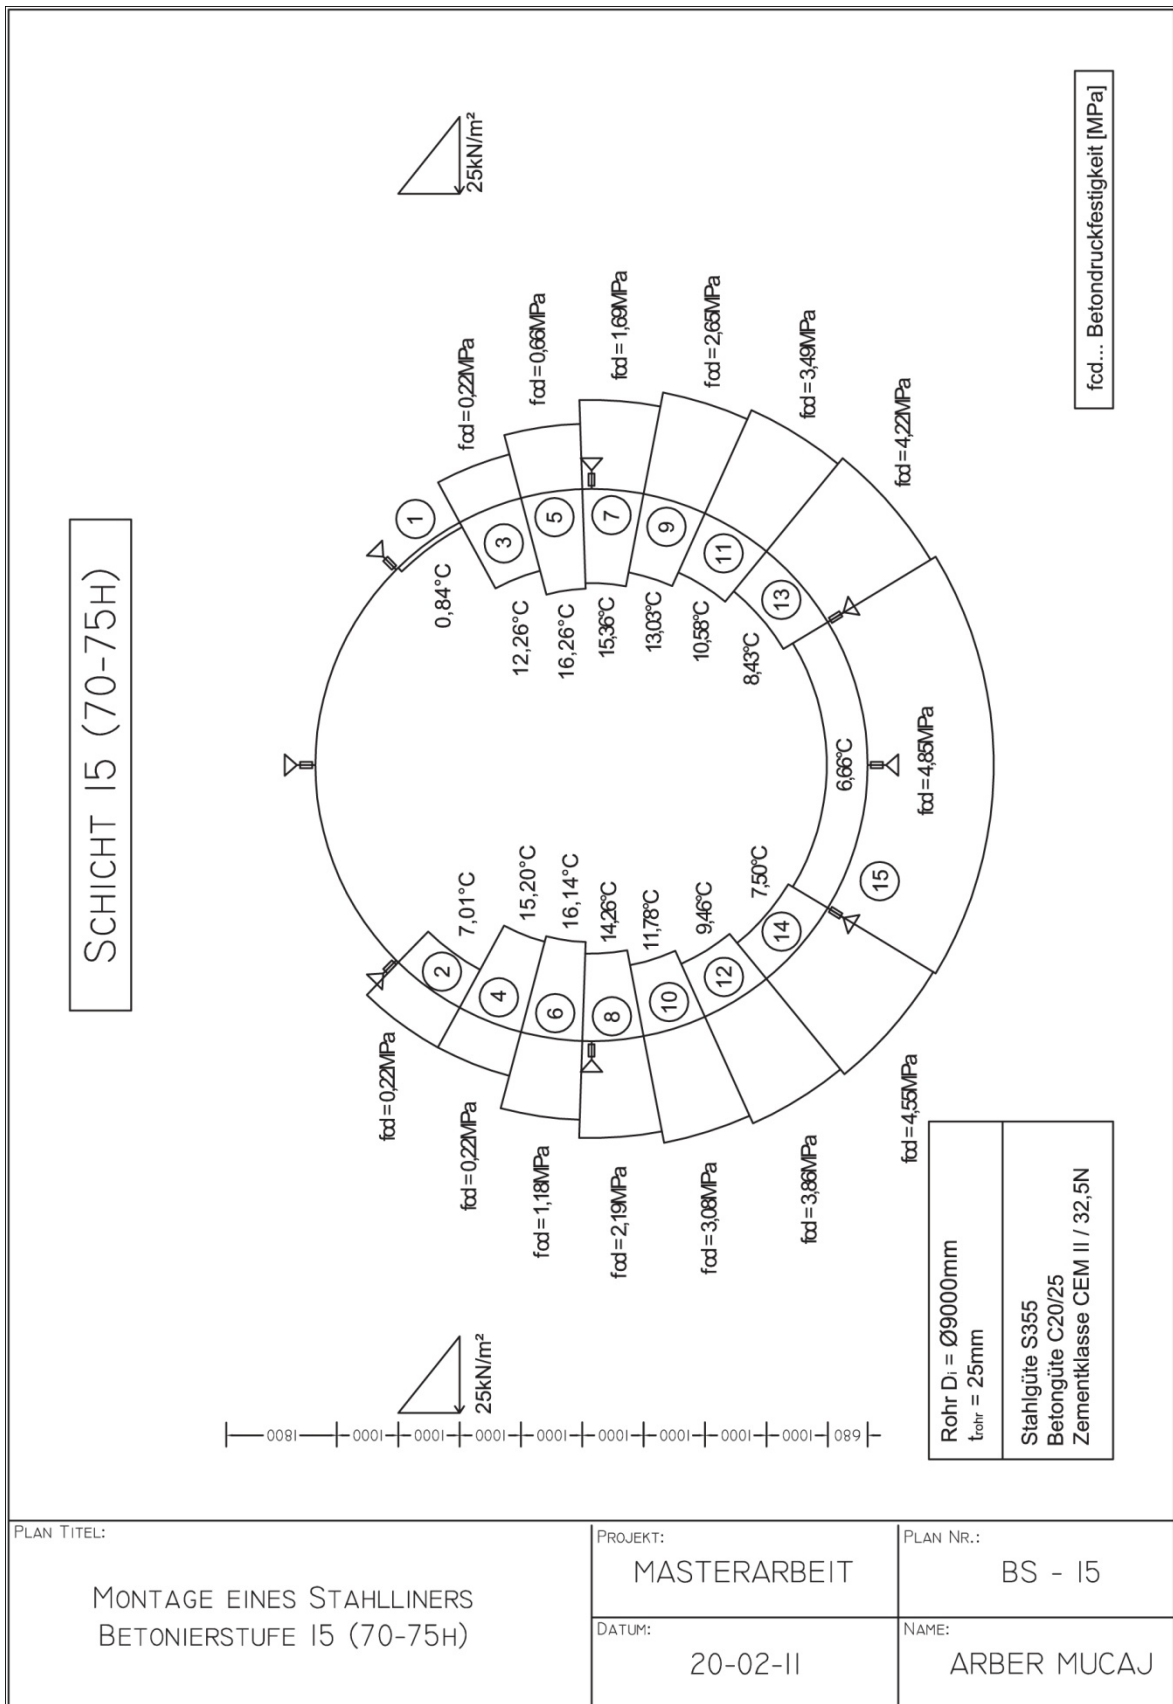 SCHICHT 15 (70-75H)
25kN/m²
25kN/m²
fcd... Betondruckfestigkeit [MPa]
1
0,84°C
fcd = 0,22MPa
3
12,26°C
fcd = 0,66MPa
5
16,26°C
fcd = 1,69MPa
7
15,36°C
fcd = 2,65MPa
9
13,03°C
fcd = 3,49MPa
11
10,58°C
fcd = 4,22MPa
13
8,43°C
fcd = 4,85MPa
6,66°C
15
fcd = 0,22MPa
2
7,01°C
fcd = 0,22MPa
4
15,20°C
fcd = 1,18MPa
6
16,14°C
fcd = 2,19MPa
8
14,26°C
fcd = 3,08MPa
10
11,78°C
fcd = 3,86MPa
12
9,46°C
fcd = 4,55MPa
14
7,50°C
1800
1000
1000
1000
1000
1000
1000
1000
1000
680
Rohr Di = Ø9000mm
trohr = 25mm
Stahlgüte S355
Betongüte C20/25
Zementklasse CEM II / 32,5N
PLAN TITEL:
MONTAGE EINES STAHLLINERS
BETONIERSTUFE 15 (70-75H)
PROJEKT:
MASTERARBEIT
PLAN NR.:
BS - 15
DATUM:
20-02-11
NAME:
ARBER MUCAJ